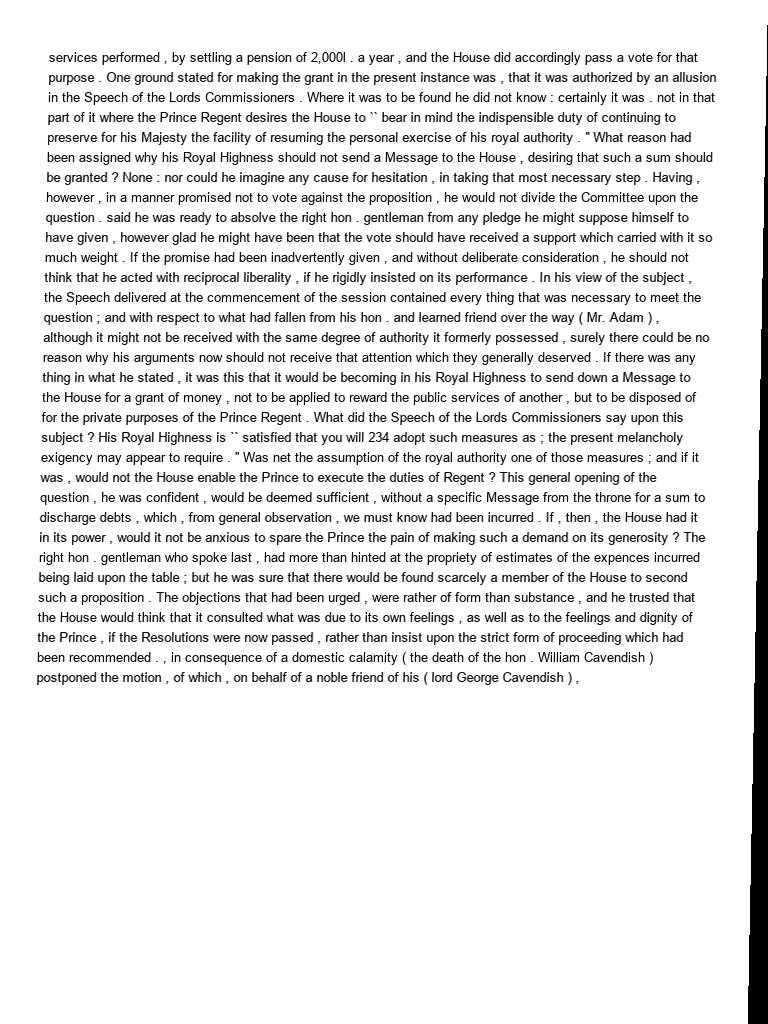 services performed , by settling a pension of 2,000l . a year , and the House did accordingly pass a vote for that
purpose . One ground stated for making the grant in the present instance was , that it was authorized by an allusion
in the Speech of the Lords Commissioners . Where it was to be found he did not know : certainly it was . not in that
part of it where the Prince Regent desires the House to `` bear in mind the indispensible duty of continuing to
preserve for his Majesty the facility of resuming the personal exercise of his royal authority . '' What reason had
been assigned why his Royal Highness should not send a Message to the House , desiring that such a sum should
be granted ? None : nor could he imagine any cause for hesitation , in taking that most necessary step . Having ,
however , in a manner promised not to vote against the proposition , he would not divide the Committee upon the
question . said he was ready to absolve the right hon . gentleman from any pledge he might suppose himself to
have given , however glad he might have been that the vote should have received a support which carried with it so
much weight . If the promise had been inadvertently given , and without deliberate consideration , he should not
think that he acted with reciprocal liberality , if he rigidly insisted on its performance . In his view of the subject ,
the Speech delivered at the commencement of the session contained every thing that was necessary to meet the
question ; and with respect to what had fallen from his hon . and learned friend over the way ( Mr. Adam ) ,
although it might not be received with the same degree of authority it formerly possessed , surely there could be no
reason why his arguments now should not receive that attention which they generally deserved . If there was any
thing in what he stated , it was this that it would be becoming in his Royal Highness to send down a Message to
the House for a grant of money , not to be applied to reward the public services of another , but to be disposed of
for the private purposes of the Prince Regent . What did the Speech of the Lords Commissioners say upon this
subject ? His Royal Highness is `` satisfied that you will 234 adopt such measures as ; the present melancholy
exigency may appear to require . '' Was net the assumption of the royal authority one of those measures ; and if it
was , would not the House enable the Prince to execute the duties of Regent ? This general opening of the
question , he was confident , would be deemed sufficient , without a specific Message from the throne for a sum to
discharge debts , which , from general observation , we must know had been incurred . If , then , the House had it
in its power , would it not be anxious to spare the Prince the pain of making such a demand on its generosity ? The
right hon . gentleman who spoke last , had more than hinted at the propriety of estimates of the expences incurred
being laid upon the table ; but he was sure that there would be found scarcely a member of the House to second
such a proposition . The objections that had been urged , were rather of form than substance , and he trusted that
the House would think that it consulted what was due to its own feelings , as well as to the feelings and dignity of
the Prince , if the Resolutions were now passed , rather than insist upon the strict form of proceeding which had
been recommended . , in consequence of a domestic calamity ( the death of the hon . William Cavendish )
postponed the motion , of which , on behalf of a noble friend of his ( lord George Cavendish ) ,